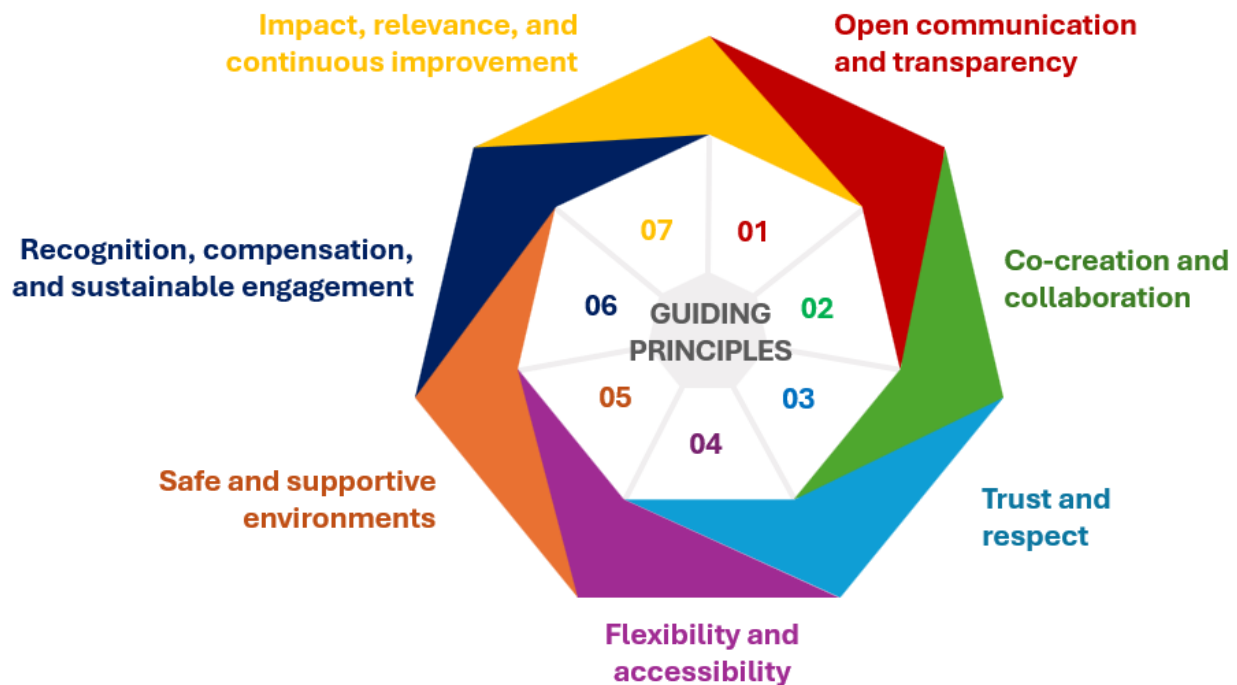 Impact, relevance, and
continuous improvement
Open communication
and transparency
07
01
Recognition, compensation,
and sustainable engagement
Co-creation and
collaboration
06
02
GUIDING
PRINCIPLES
05
03
04
Safe and supportive
environments
Trust and
respect
Flexibility and
accessibility